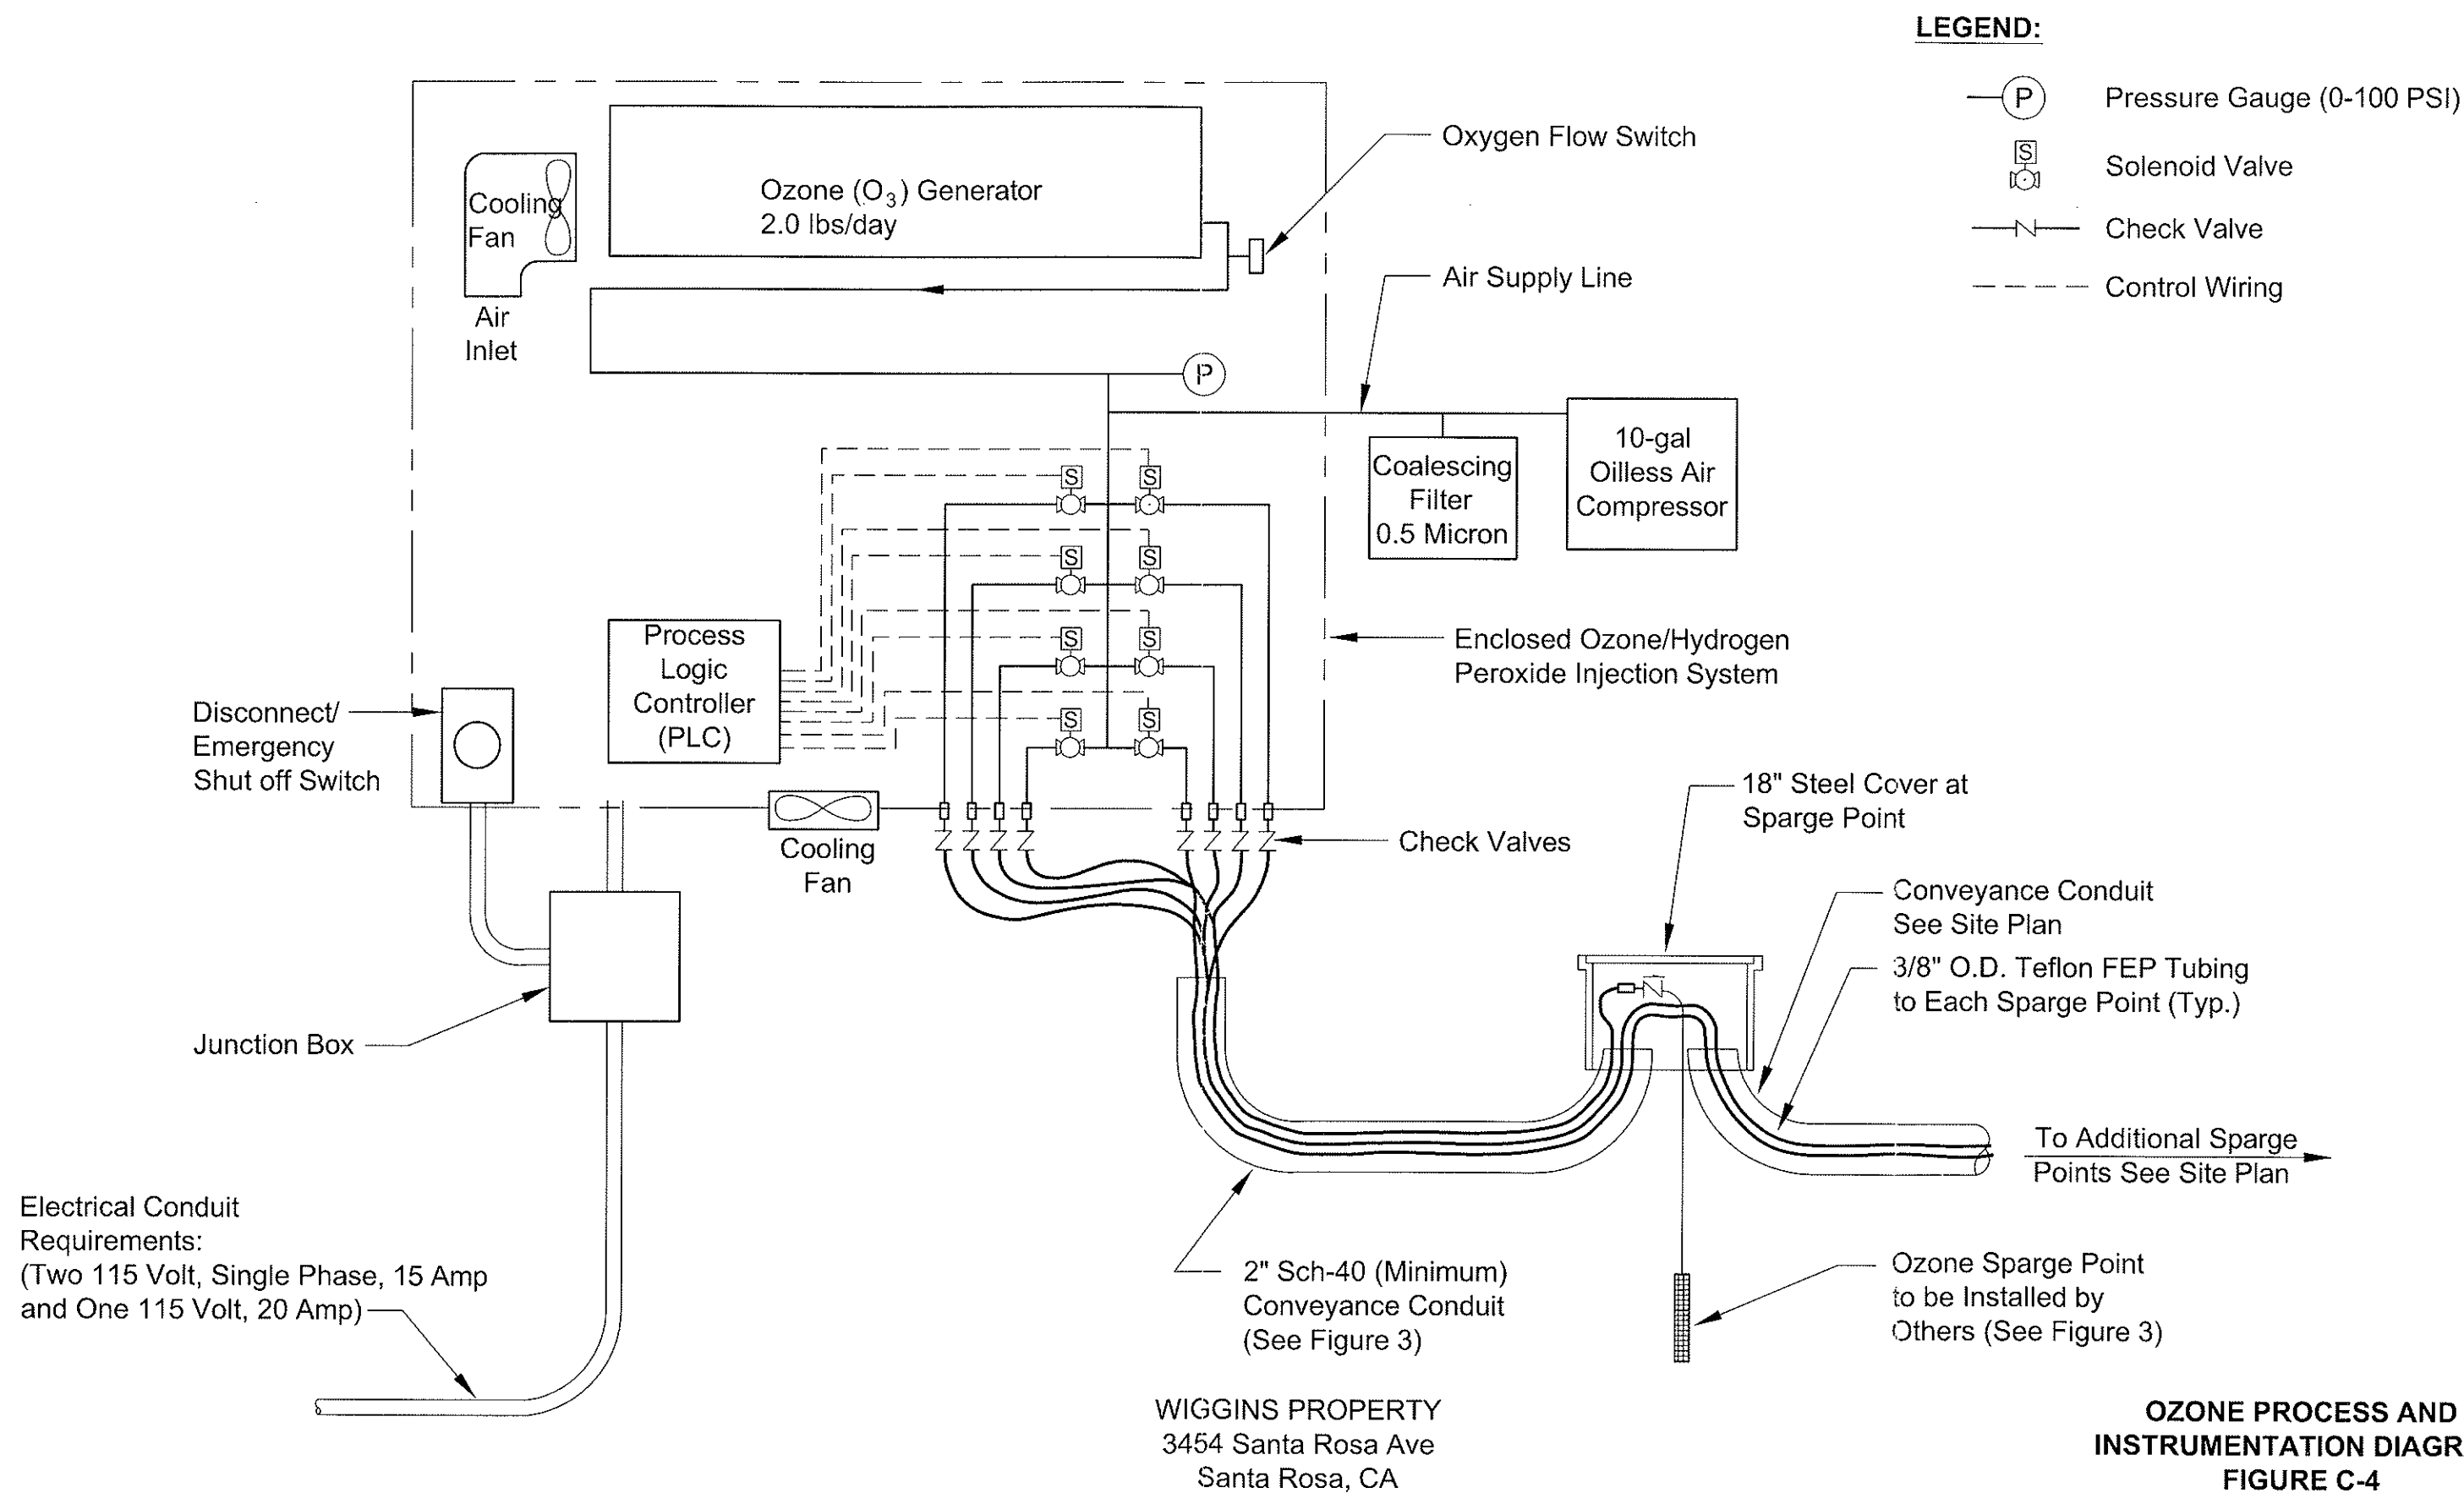 LEGEND:
P
Pressure Gauge (0-100 PSI)
S
Solenoid Valve
Check Valve
Control Wiring
Oxygen Flow Switch
Ozone (O3) Generator
2.0 lbs/day
Cooling
Fan
Air
Inlet
Air Supply Line
P
10-gal
Oilless Air
Compressor
Coalescing
Filter
0.5 Micron
S S
S S
S S
S S
Process
Logic
Controller
(PLC)
Enclosed Ozone/Hydrogen
Peroxide Injection System
Disconnect/
Emergency
Shut off Switch
Cooling
Fan
Check Valves
18" Steel Cover at
Sparge Point
Conveyance Conduit
See Site Plan
3/8" O.D. Teflon FEP Tubing
to Each Sparge Point (Typ.)
Junction Box
To Additional Sparge
Points See Site Plan
Electrical Conduit
Requirements:
(Two 115 Volt, Single Phase, 15 Amp
and One 115 Volt, 20 Amp)
2" Sch-40 (Minimum)
Conveyance Conduit
(See Figure 3)
Ozone Sparge Point
to be Installed by
Others (See Figure 3)
WIGGINS PROPERTY
3454 Santa Rosa Ave
Santa Rosa, CA
OZONE PROCESS AND
INSTRUMENTATION DIAGR
FIGURE C-4